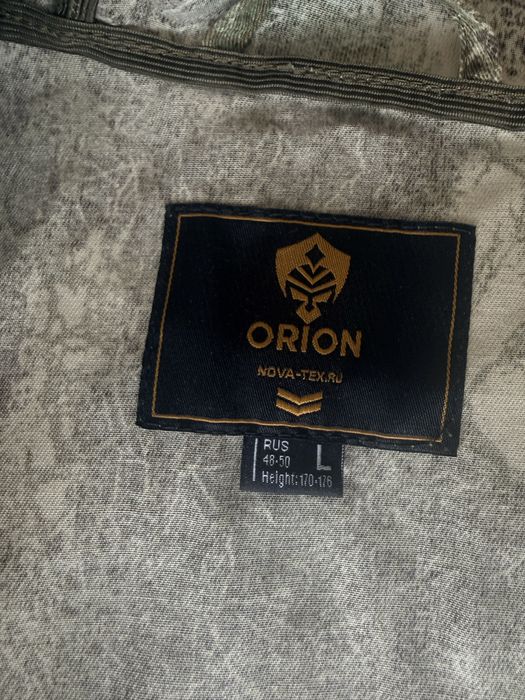 ORION
NOVA-TEX.RU
RUS
48-50
L
Height:170-176